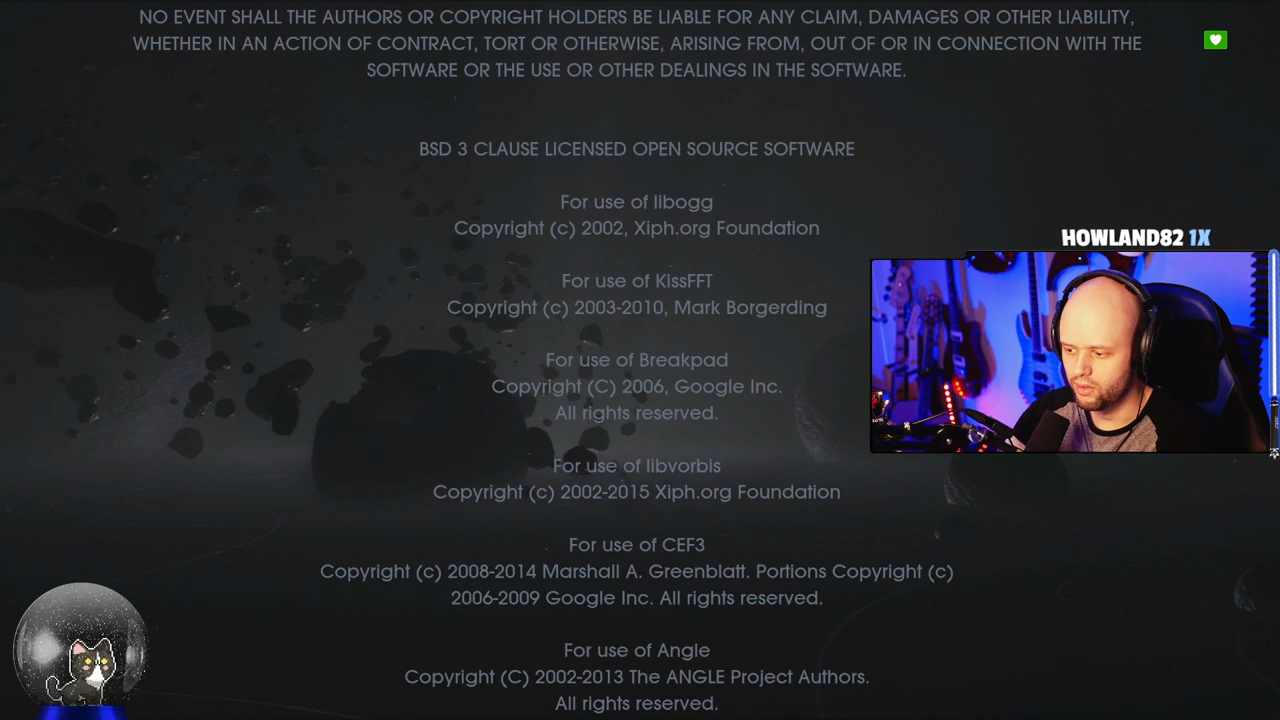 NO EVENT SHALL THE AUTHORS OR COPYRIGHT HOLDERS BE LIABLE FOR ANY CLAIM, DAMAGES OR OTHER LIABILITY,
WHETHER IN AN ACTION OF CONTRACT, TORT OR OTHERWISE, ARISING FROM, OUT OF OR IN CONNECTION WITH THE
SOFTWARE OR THE USE OR OTHER DEALINGS IN THE SOFTWARE.
BSD 3 CLAUSE LICENSED OPEN SOURCE SOFTWARE
For use of libogg
Copyright (c) 2002, Xiph.org Foundation
HOWLAND82 1X
For use of KissFFT
Copyright (c) 2003-2010, Mark Borgerding
For use of Breakpad
Copyright (C) 2006, Google Inc.
All rights reserved.
For use of libvorbis
Copyright (c) 2002-2015 Xiph.org Foundation
For use of CEF3
Copyright (c) 2008-2014 Marshall A. Greenblatt. Portions Copyright (c)
2006-2009 Google Inc. All rights reserved.
For use of Angle
Copyright (C) 2002-2013 The ANGLE Project Authors.
All rights reserved.